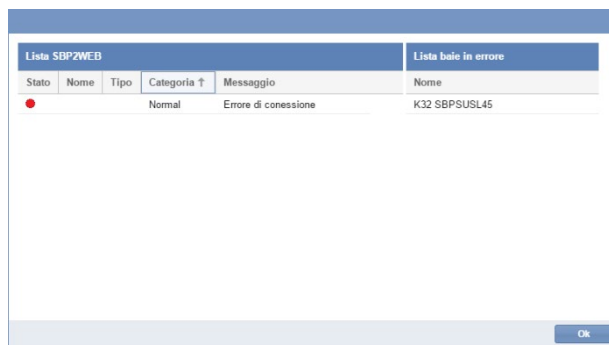 Lista SBP2WEB
Lista baie in errore
Stato Nome Tipo Categoria ↑ Messaggio
Nome
Normal Errore di conessione
K32 SBPSUSL45
Ok